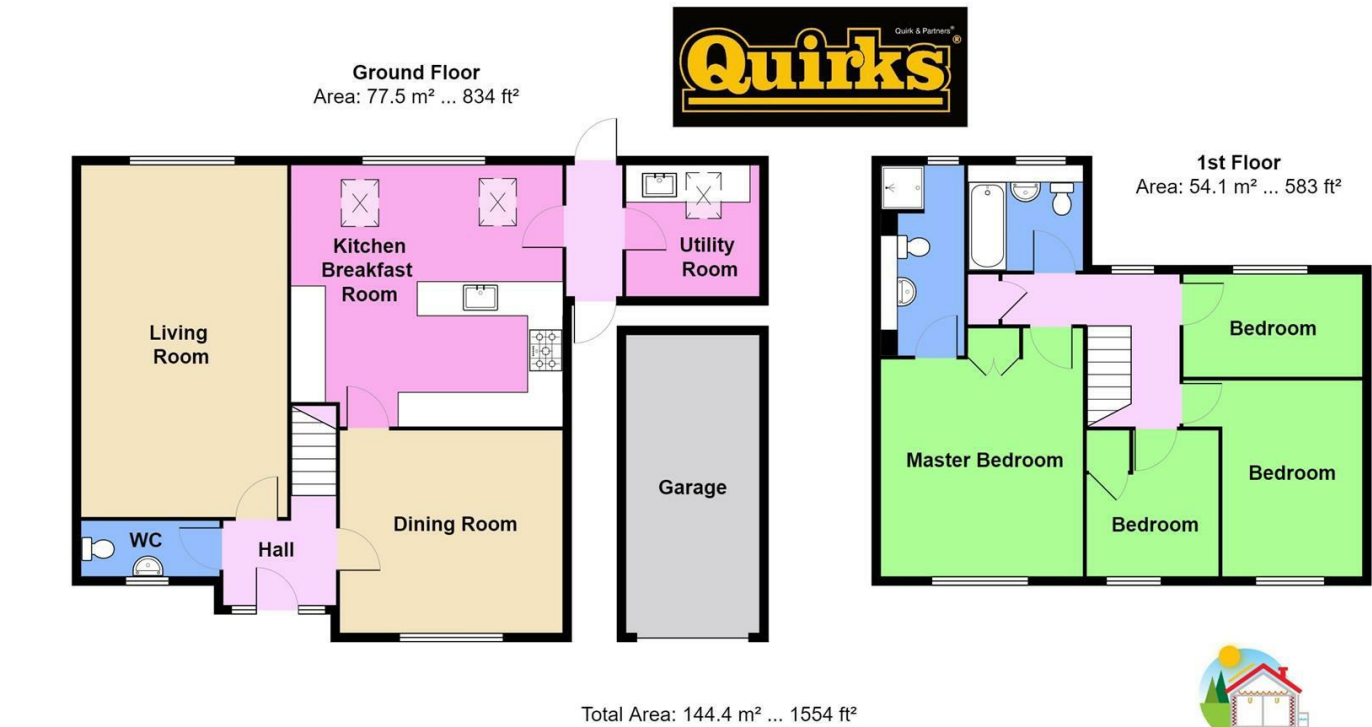 Quirk & Partners®
Quirks®
Ground Floor
Area: 77.5 m² ... 834 ft²
1st Floor
Area: 54.1 m² ... 583 ft²
Kitchen
Breakfast
Room
Utility
Room
Living
Room
WC
Hall
Dining Room
Garage
Bedroom
Master Bedroom
Bedroom
Bedroom
Total Area: 144.4 m² ... 1554 ft²